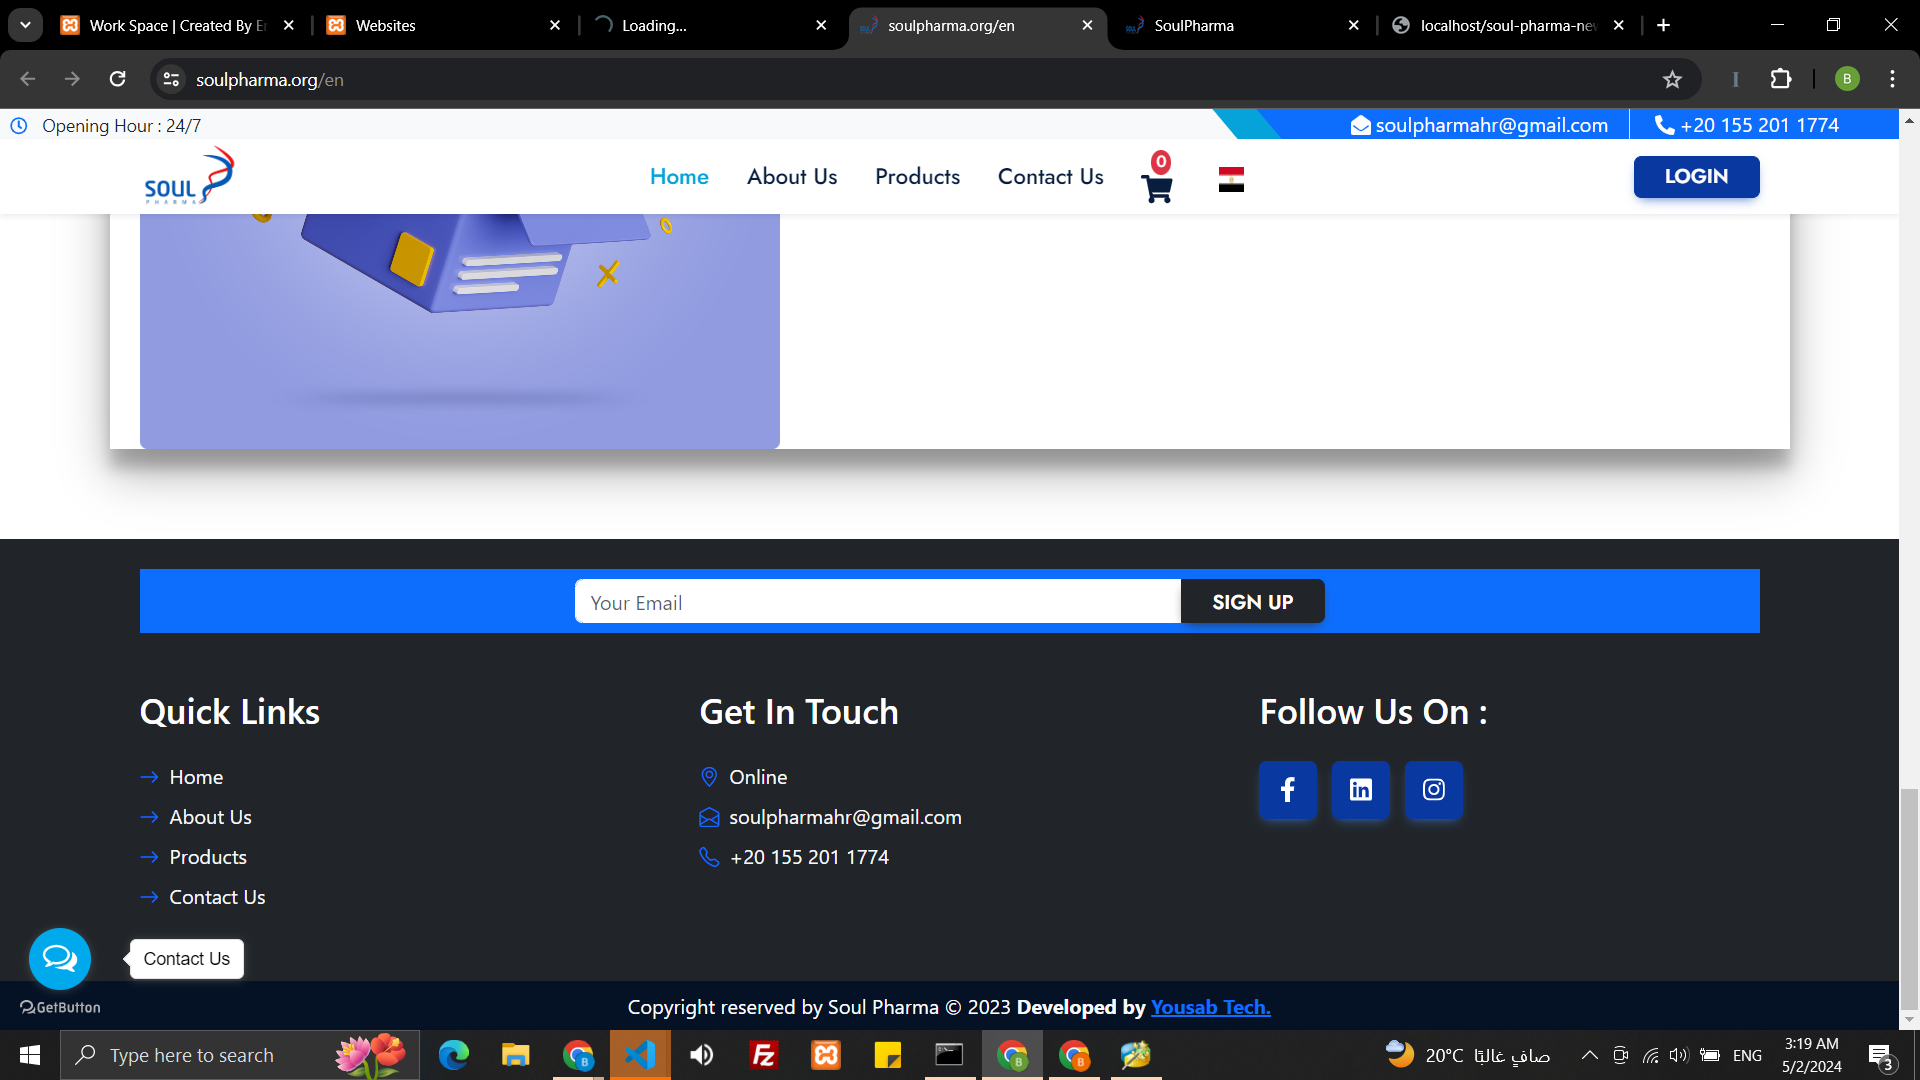 Work Space | Created By E
Websites
Loading...
soulpharma.org/en
SoulPharma
localhost/soul-pharma-ne
soulpharma.org/en
B
Opening Hour : 24/7
soulpharmahr@gmail.com
+20 155 201 1774
SOUL
PHARMA
Home
About Us
Products
Contact Us
0
LOGIN
Your Email
SIGN UP
Quick Links
Home
About Us
Products
Contact Us
Get In Touch
Online
soulpharmahr@gmail.com
+20 155 201 1774
Follow Us On :
Contact Us
GetButton
Copyright reserved by Soul Pharma © 2023 Developed by Yousab Tech.
Type here to search
20°C صافٍ غالبًا
ENG
3:19 AM
5/2/2024
3